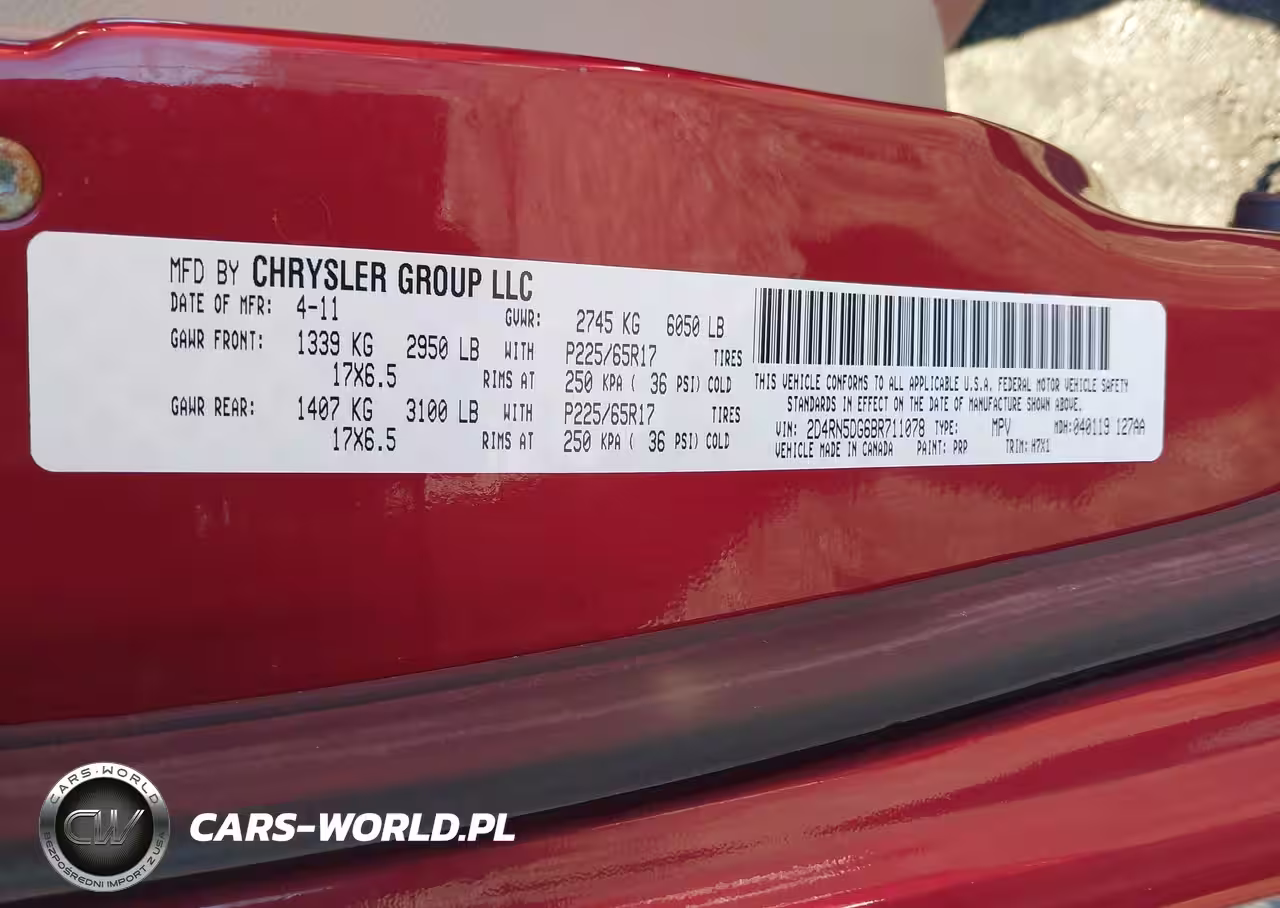 MFD BY CHRYSLER GROUP LLC
DATE OF MFR: 4-11 GVWR: 2745 KG 6050 LB
GAWR FRONT: 1339 KG 2950 LB WITH P225/65R17 TIRES
17X6.5 RIMS AT 250 KPA ( 36 PSI) COLD
GAWR REAR: 1407 KG 3100 LB WITH P225/65R17 TIRES
17X6.5 RIMS AT 250 KPA ( 36 PSI) COLD
THIS VEHICLE CONFORMS TO ALL APPLICABLE U.S.A. FEDERAL MOTOR VEHICLE SAFETY
STANDARDS IN EFFECT ON THE DATE OF MANUFACTURE SHOWN ABOVE.
VIN: 2D4RN5DG6BR711078 TYPE: MPV MDH:040119 127AA
VEHICLE MADE IN CANADA PAINT: PRP TRIM: H7X1
CARS-WORLD
CW
BEZPOŚREDNI IMPORT Z USA
CARS-WORLD.PL